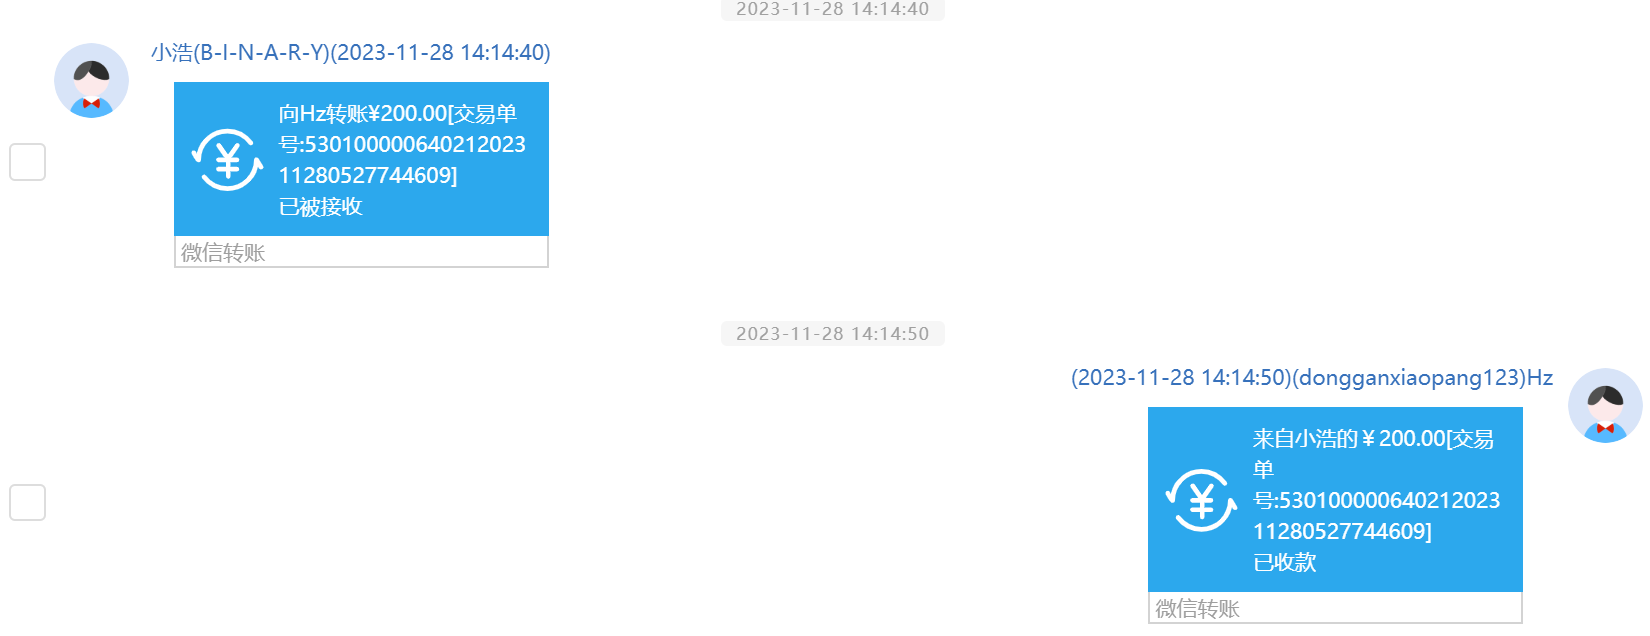 2023-11-28 14:14:40
小浩(B-I-N-A-R-Y)(2023-11-28 14:14:40)
向Hz转账¥200.00[交易单
号:530100000640212023
11280527744609]
已被接收
微信转账
2023-11-28 14:14:50
(2023-11-28 14:14:50)(dongganxiaopang123)Hz
来自小浩的￥200.00[交易
单
号:530100000640212023
11280527744609]
已收款
微信转账